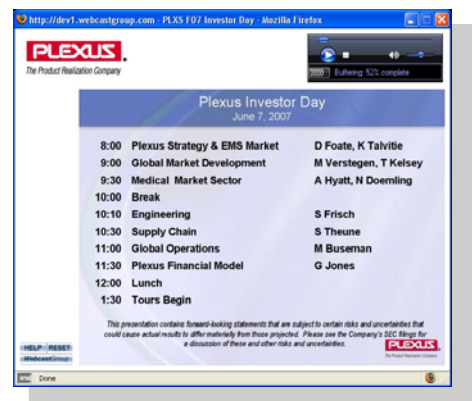 http://dev1.webcastgroup.com - PLXS F07 Investor Day - Mozilla Firefox
PLEXUS.
The Product Realization Company
Buffering: 52% complete
Plexus Investor Day
June 7, 2007
8:00 Plexus Strategy & EMS Market D Foate, K Talvitie
9:00 Global Market Development M Verstegen, T Kelsey
9:30 Medical Market Sector A Hyatt, N Doemling
10:00 Break
10:10 Engineering S Frisch
10:30 Supply Chain S Theune
11:00 Global Operations M Buseman
11:30 Plexus Financial Model G Jones
12:00 Lunch
1:30 Tours Begin
This presentation contains forward-looking statements that are subject to certain risks and uncertainties that
could cause actual results to differ materially from those projected. Please see the Company's SEC filings for
a discussion of these and other risks and uncertainties.
PLEXUS.
The Product Realization Company
HELP RESET
WebcastGroup
Done